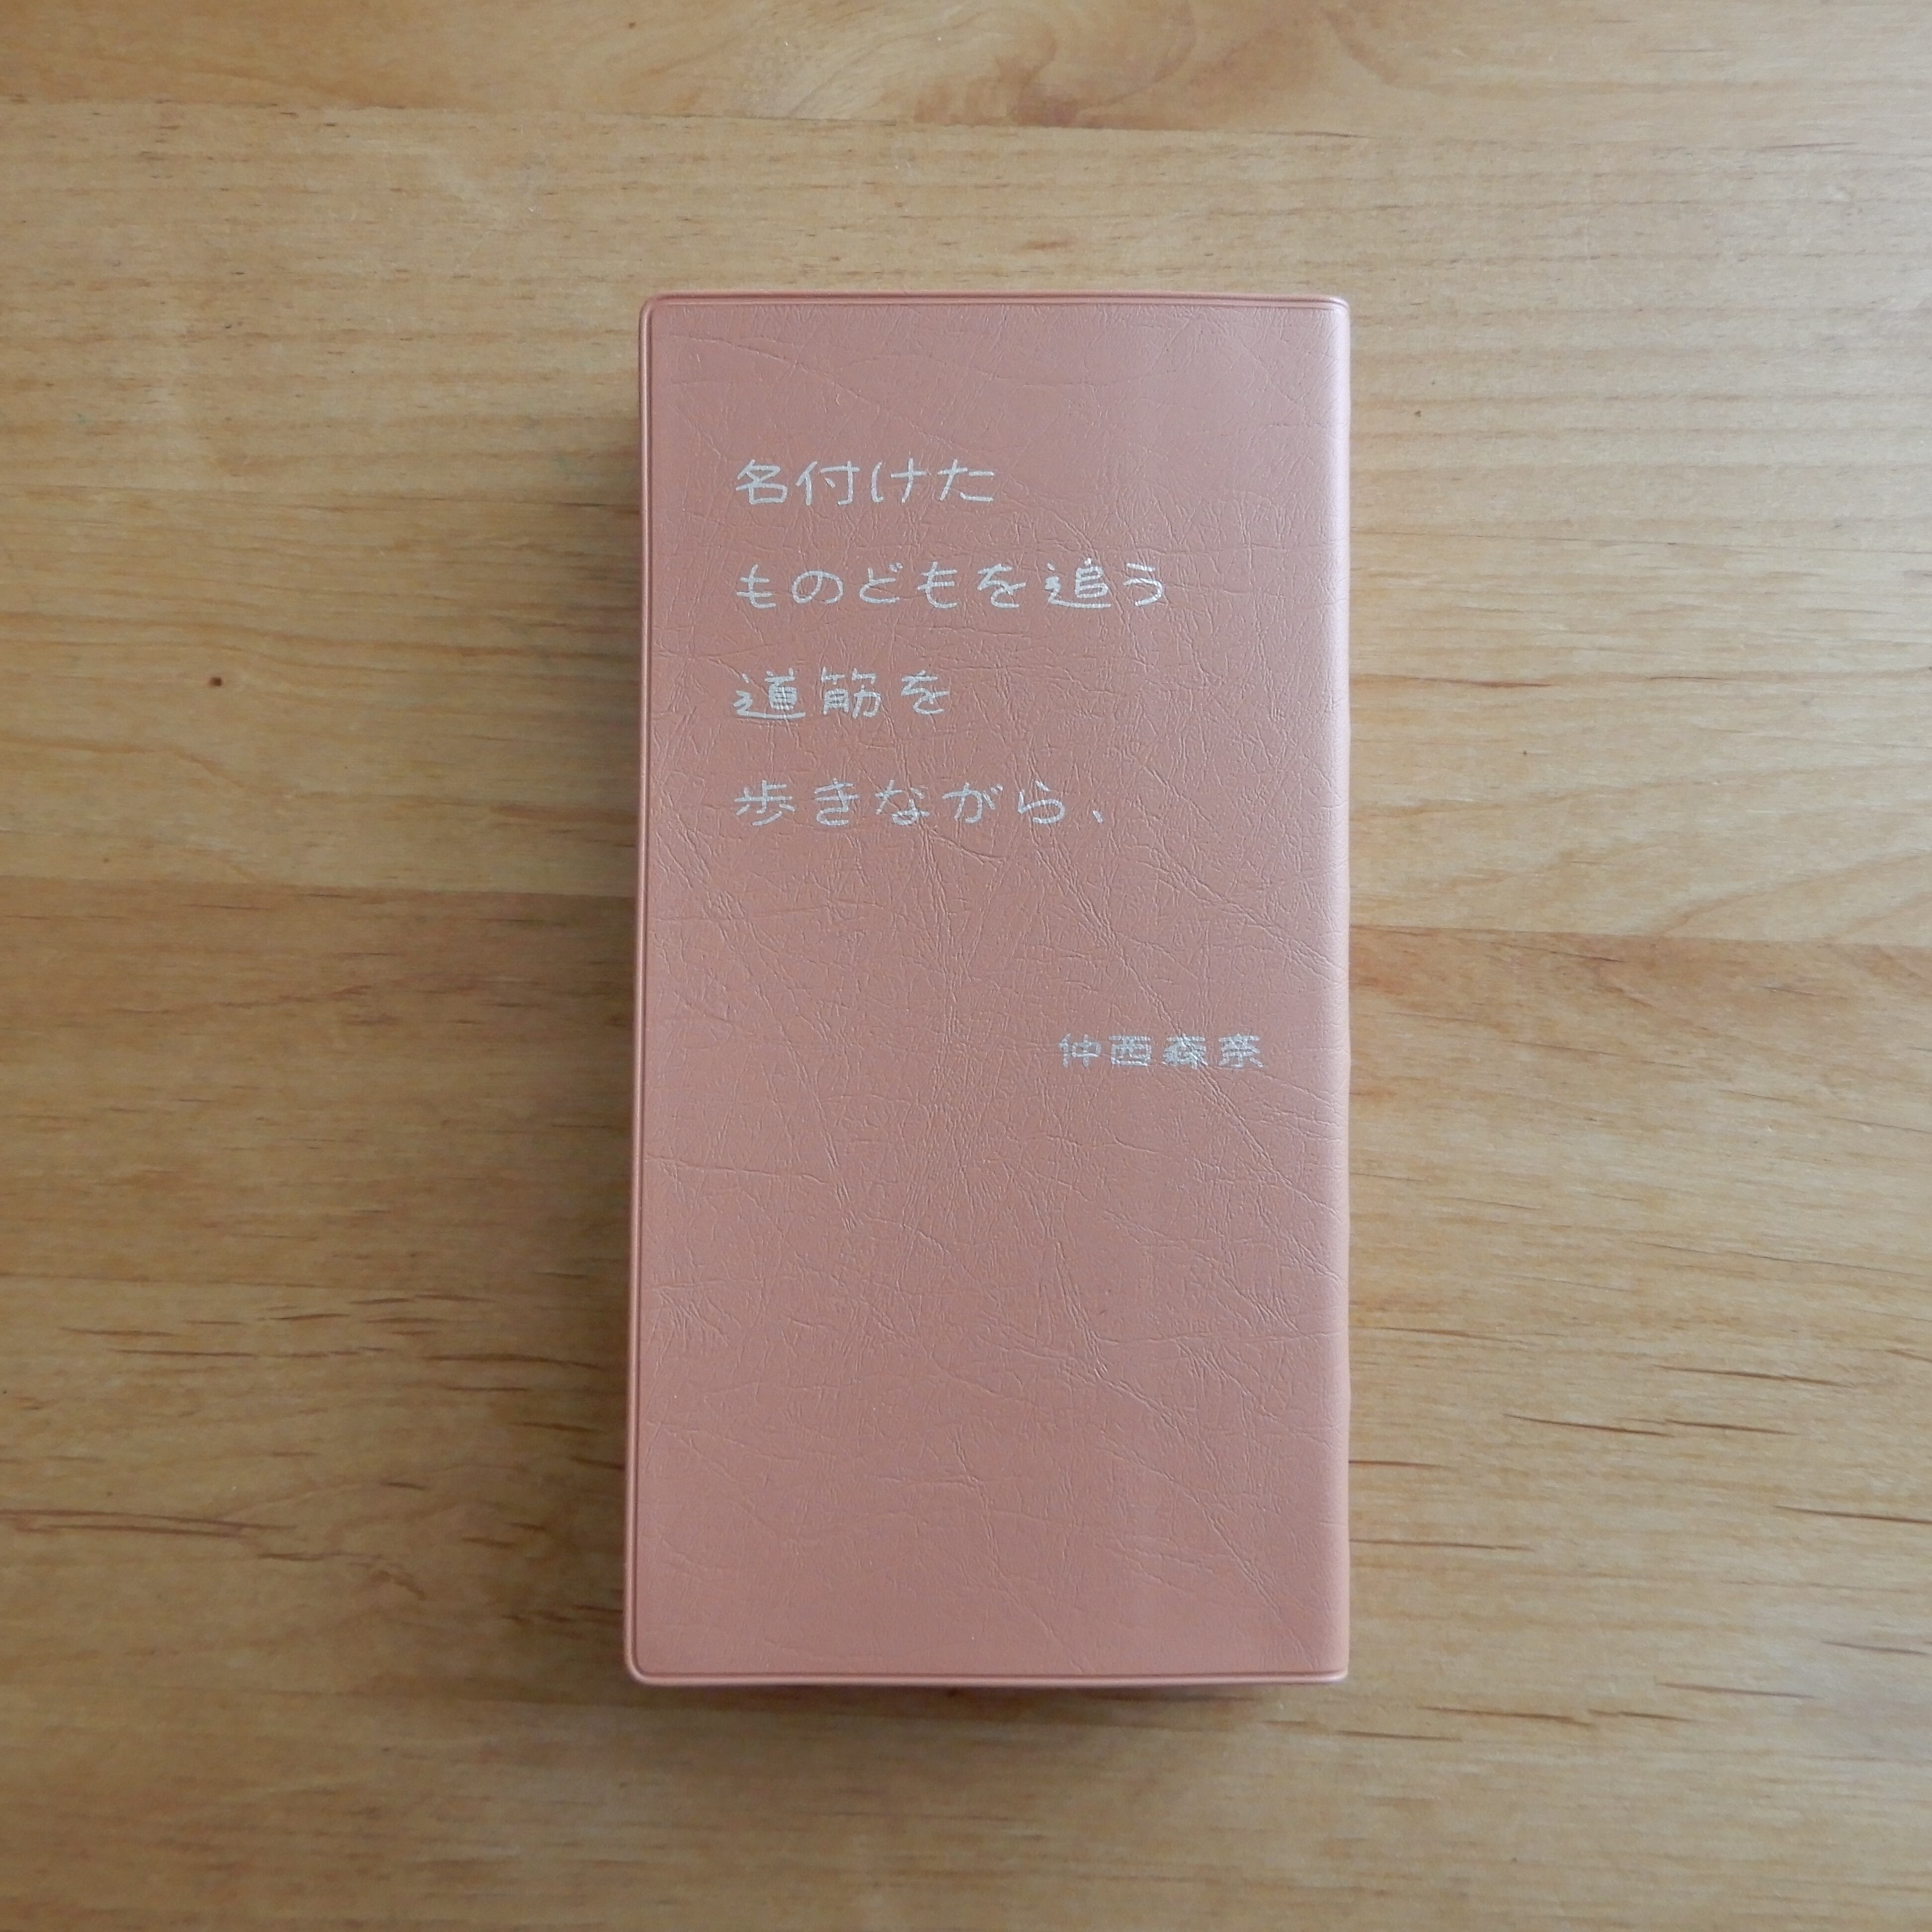 名付けた
ものどもを追う
道筋を
歩きながら、
仲西森奈